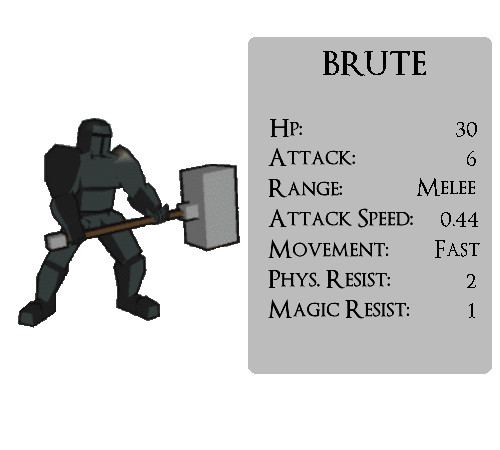 BRUTE
HP: 30
ATTACK: 6
RANGE: MELEE
ATTACK SPEED: 0.44
MOVEMENT: FAST
PHYS. RESIST: 2
MAGIC RESIST: 1